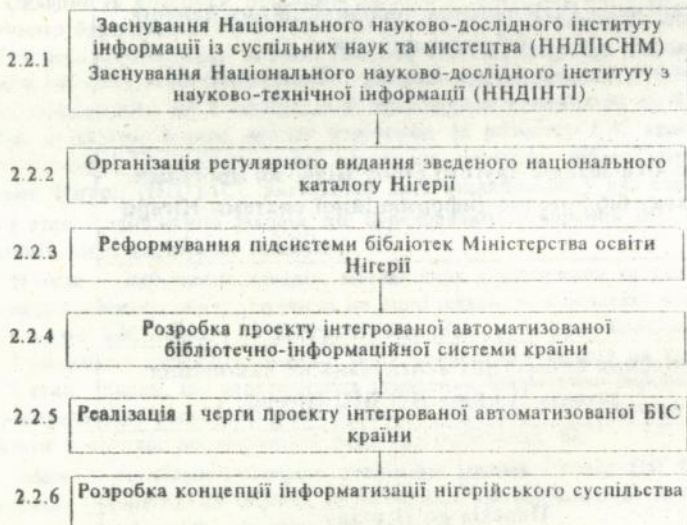 2.2.1 Заснування Національного науково-дослідного інституту
інформації із суспільних наук та мистецтва (ННДІІСНМ)
Заснування Національного науково-дослідного інституту з
науково-технічної інформації (ННДІНТІ)
2.2.2 Організація регулярного видання зведеного національного
каталогу Нігерії
2.2.3 Реформування підсистеми бібліотек Міністерства освіти
Нігерії
2.2.4 Розробка проекту інтегрованої автоматизованої
бібліотечно-інформаційної системи країни
2.2.5 Реалізація І черги проекту інтегрованої автоматизованої БІС
країни
2.2.6 Розробка концепції інформатизації нігерійського суспільства